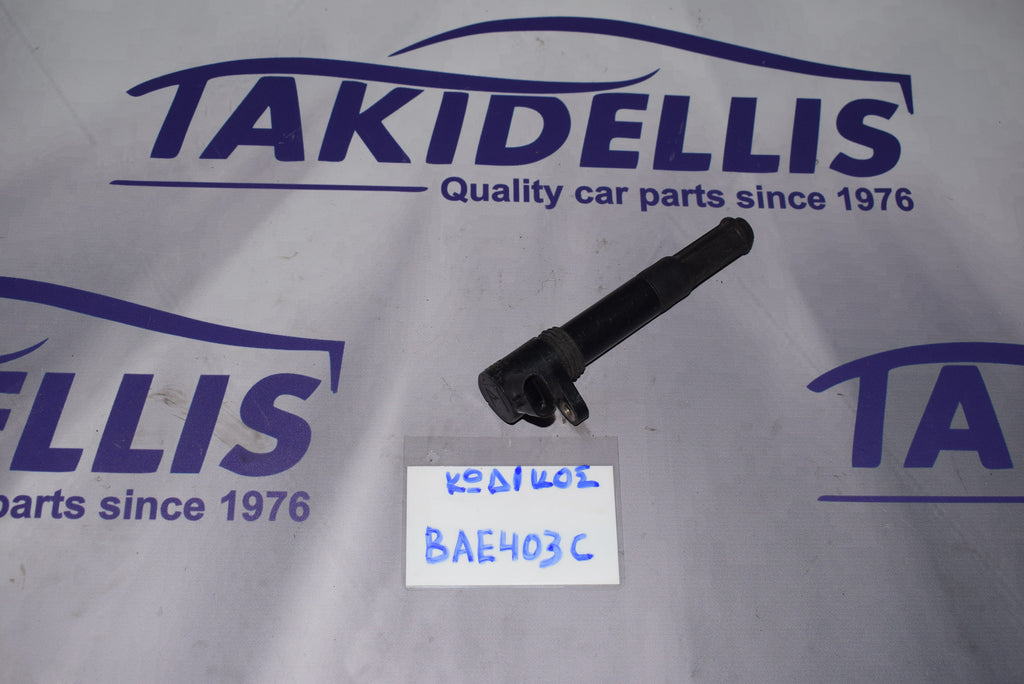 TAKIDELLIS
Quality car parts since 1976
ELLIS
parts since 1976
TA
ΚΩΔΙΚΟΣ
BAE403C